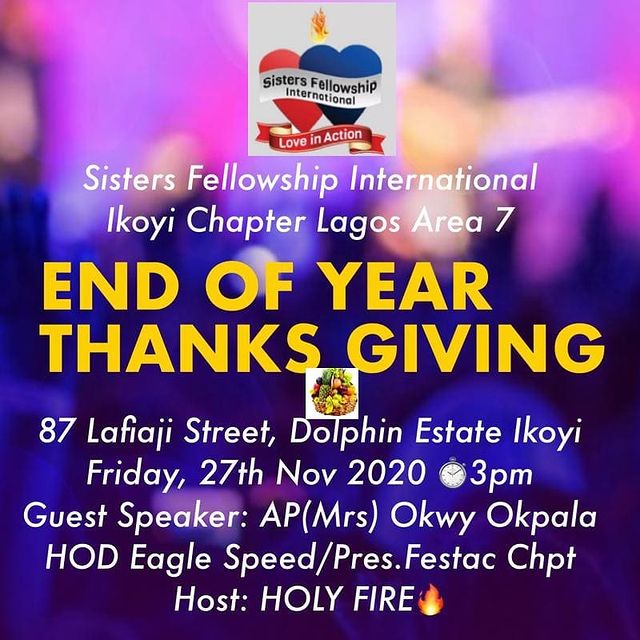 Sisters Fellowship
International
Love in Action
Sisters Fellowship International
Ikoyi Chapter Lagos Area 7
END OF YEAR
THANKS GIVING
87 Lafiaji Street, Dolphin Estate Ikoyi
Friday, 27th Nov 2020 ⏱3pm
Guest Speaker: AP(Mrs) Okwy Okpala
HOD Eagle Speed/Pres.Festac Chpt
Host: HOLY FIRE🔥